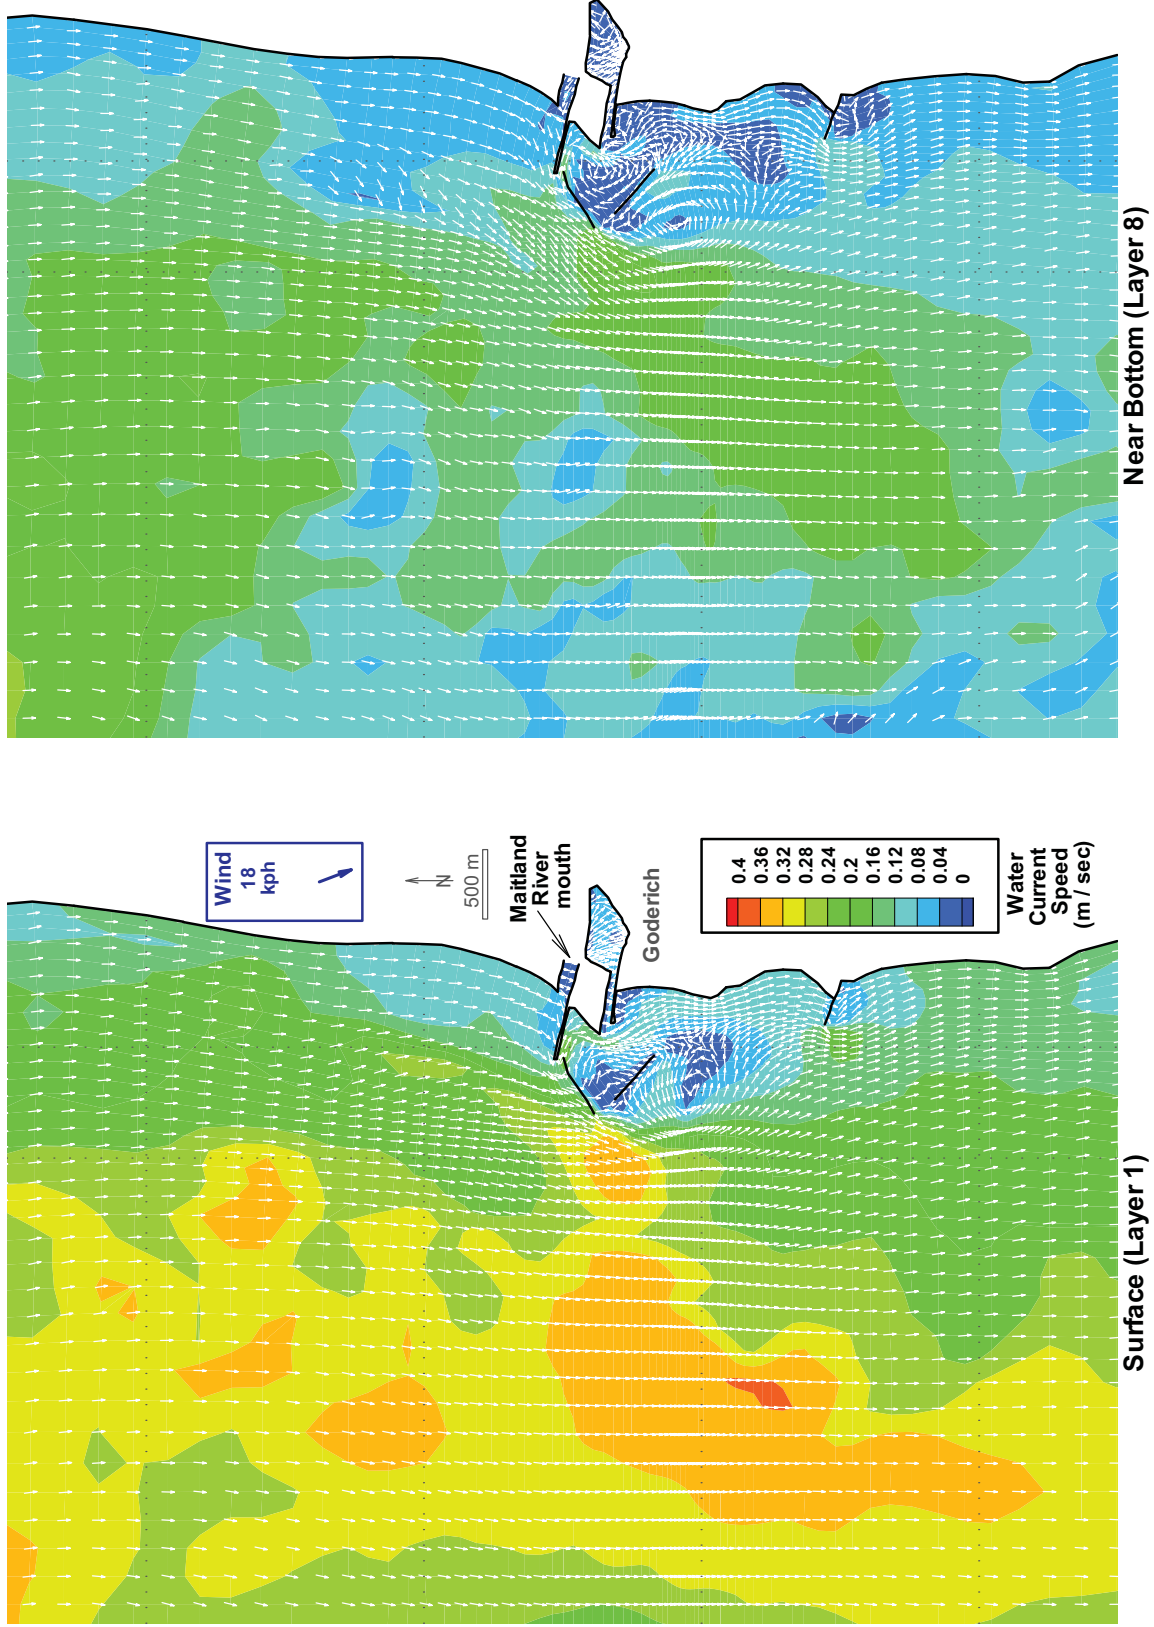 Near Bottom (Layer 8)
Wind
18
kph
N
500 m
Maitland
River
mouth
Goderich
0.4
0.36
0.32
0.28
0.24
0.2
0.16
0.12
0.08
0.04
0
Water
Current
Speed
(m / sec)
Surface (Layer 1)